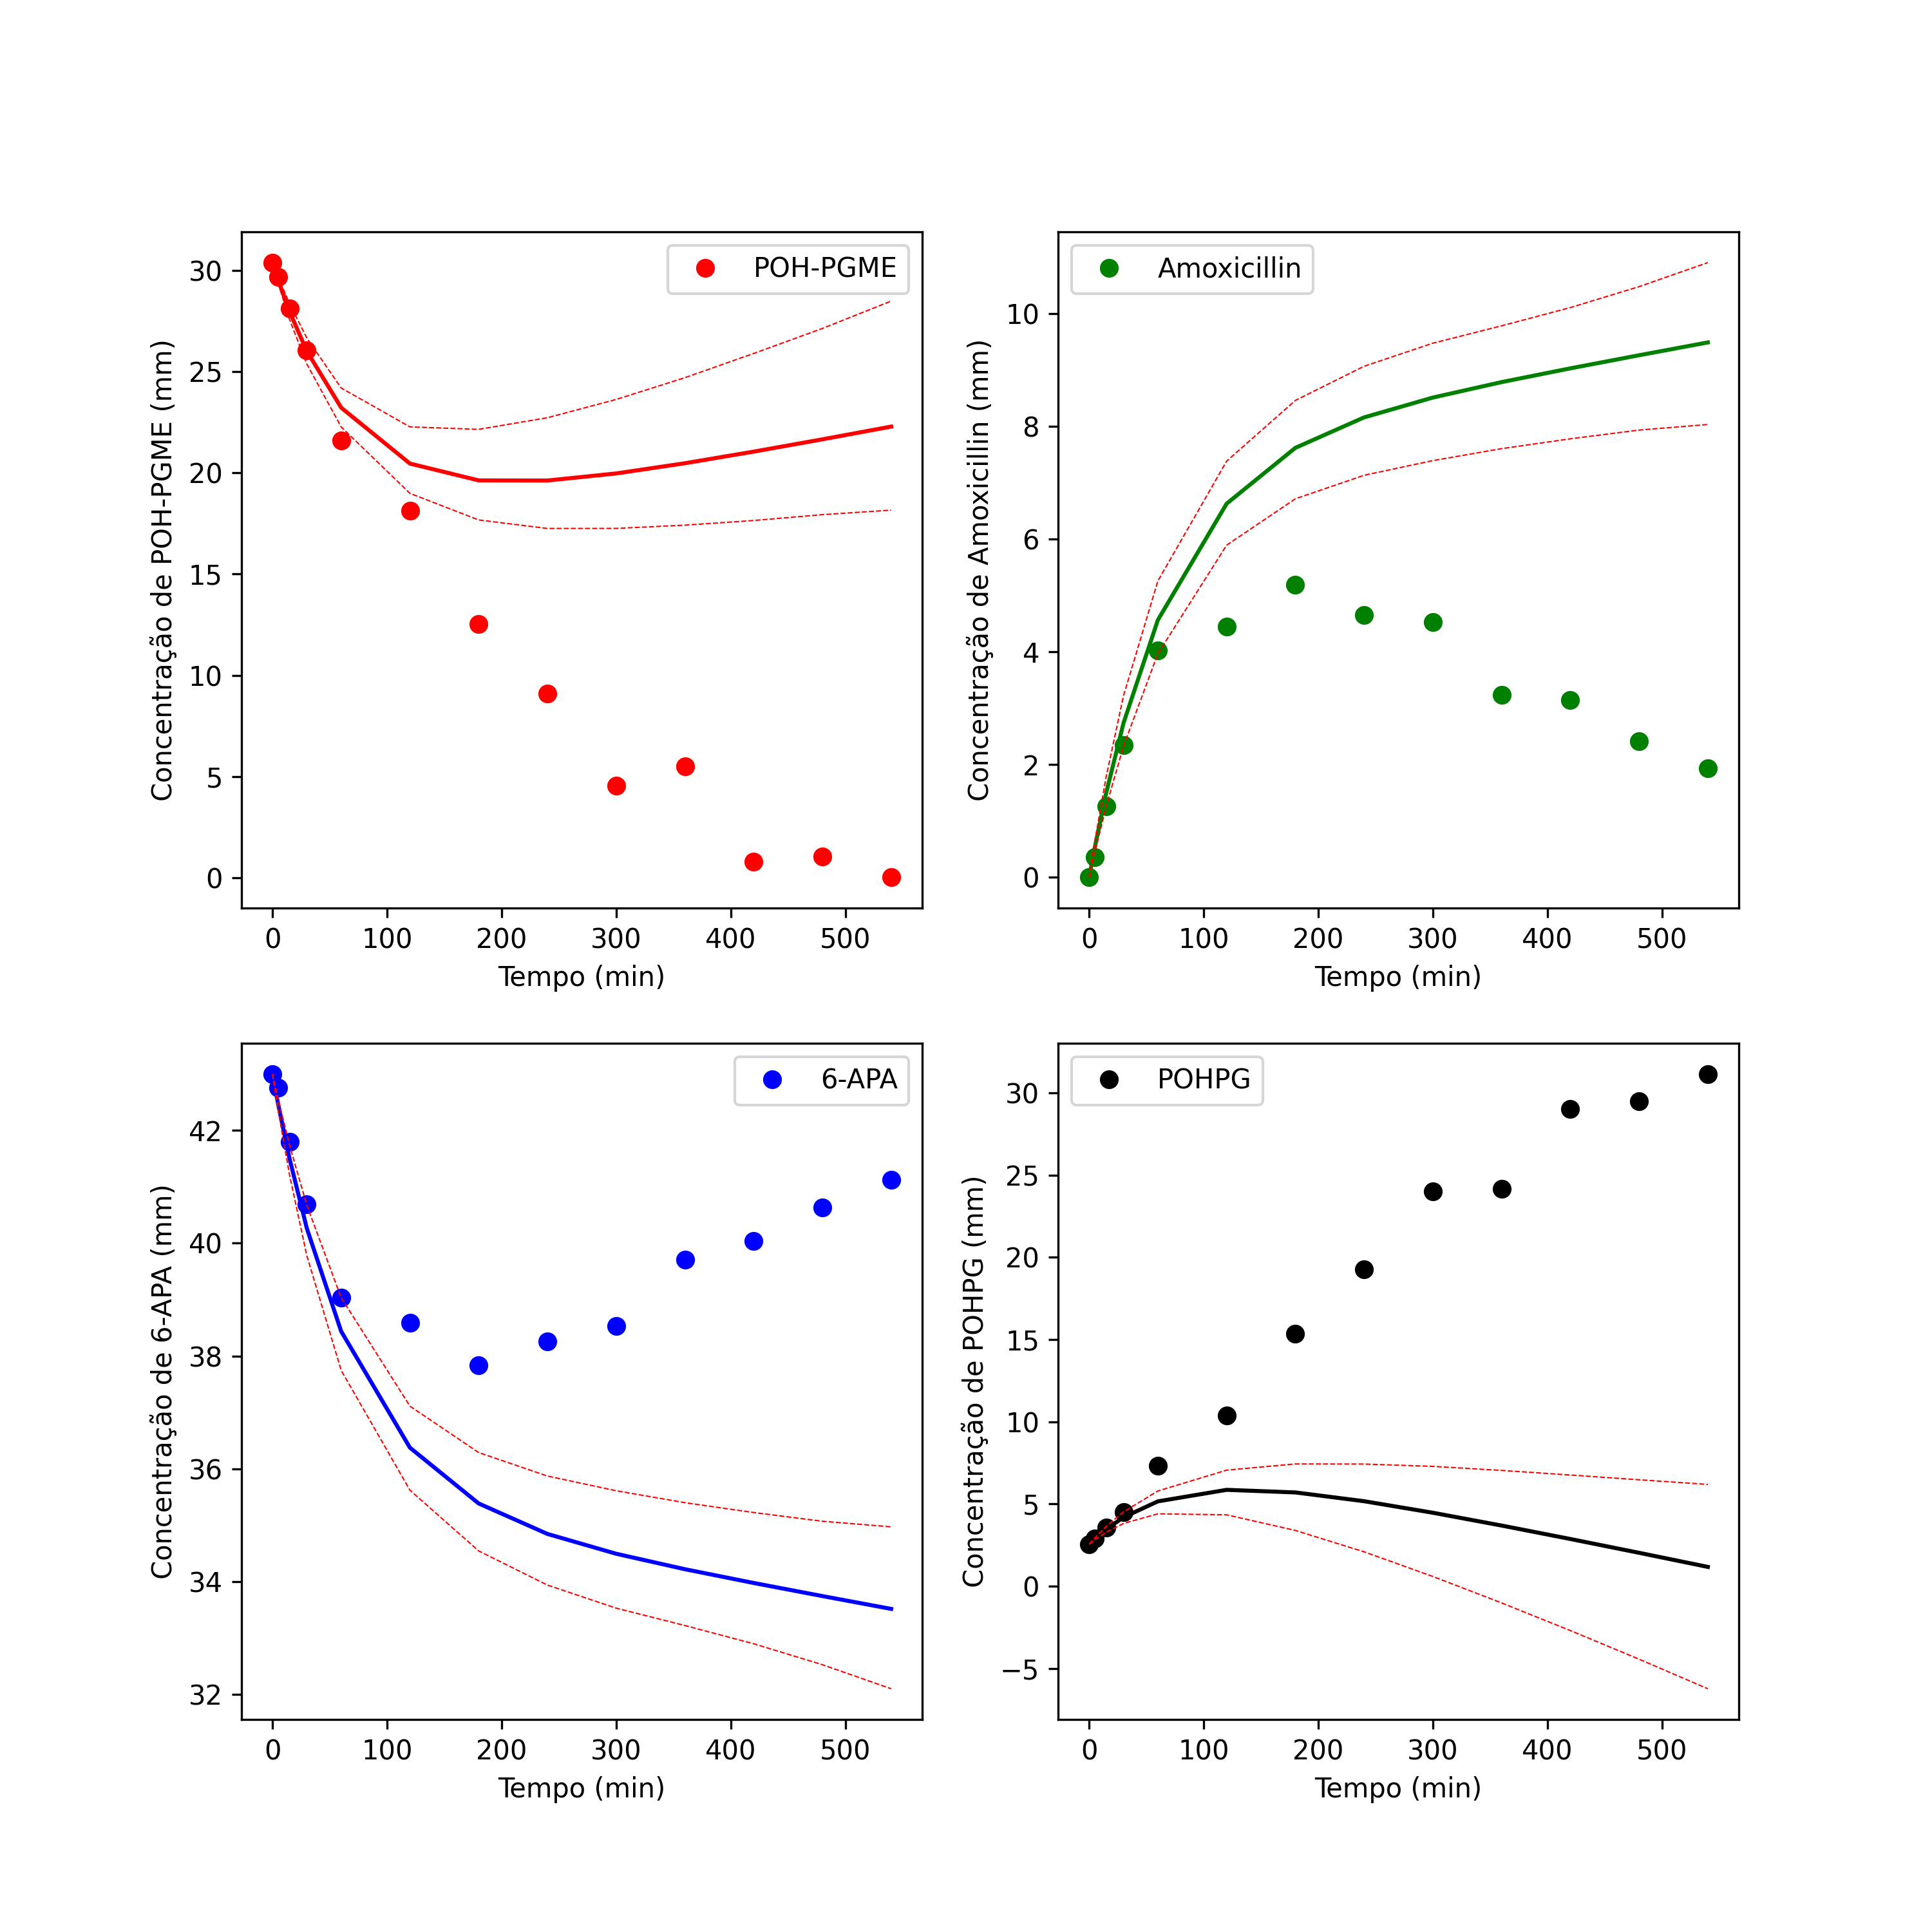 POH-PGME
Concentração de POH-PGME (mm)
30
25
20
15
10
5
0
0 100 200 300 400 500
Tempo (min)
Amoxicillin
Concentração de Amoxicillin (mm)
10
8
6
4
2
0
0 100 200 300 400 500
Tempo (min)
6-APA
Concentração de 6-APA (mm)
42
40
38
36
34
32
0 100 200 300 400 500
Tempo (min)
POHPG
Concentração de POHPG (mm)
30
25
20
15
10
5
0
−5
0 100 200 300 400 500
Tempo (min)